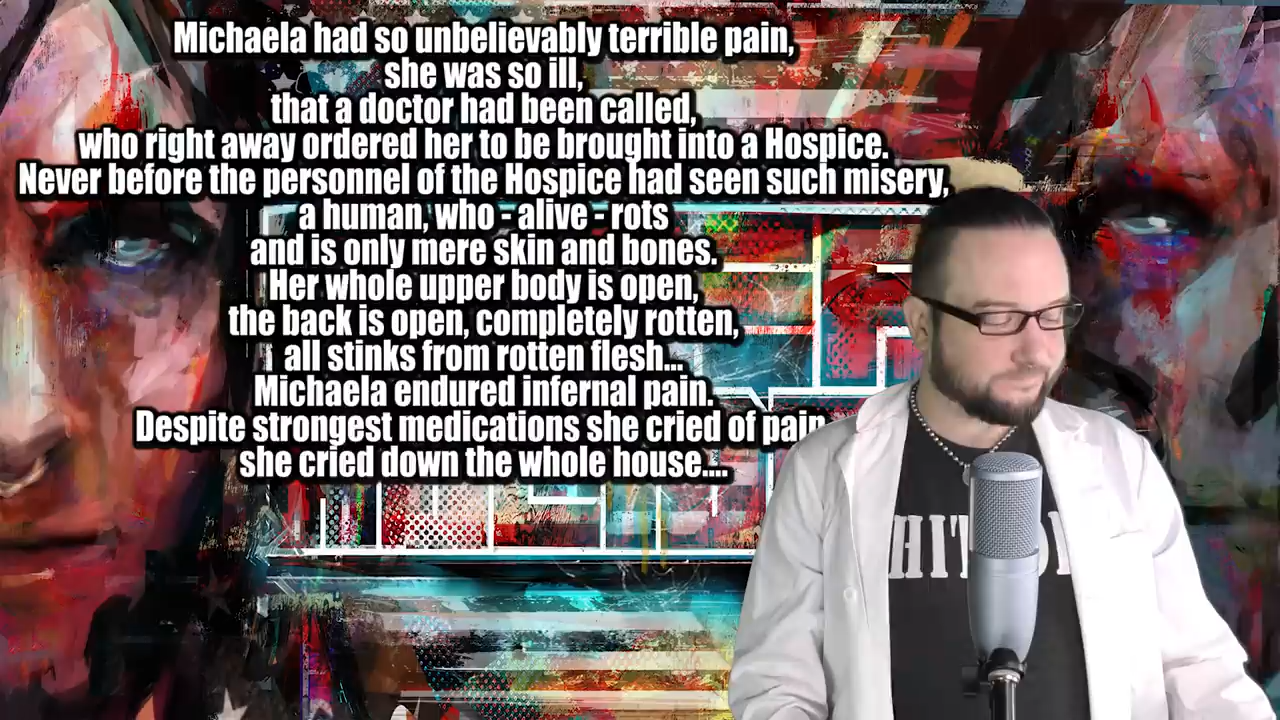 Michaela had so unbelievably terrible pain,
she was so ill,
that a doctor had been called,
who right away ordered her to be brought into a Hospice.
Never before the personnel of the Hospice had seen such misery,
a human, who - alive - rots
and is only mere skin and bones.
Her whole upper body is open,
the back is open, completely rotten,
all stinks from rotten flesh...
Michaela endured infernal pain.
Despite strongest medications she cried of pain
she cried down the whole house....